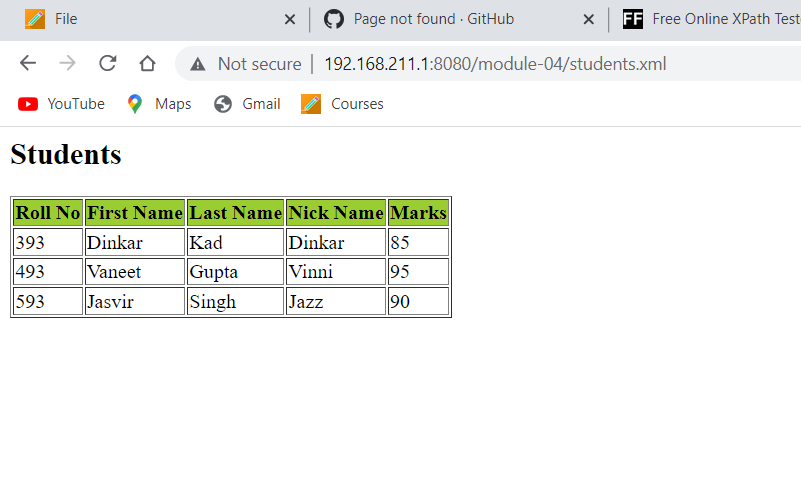 File Page not found · GitHub Free Online XPath Test
Not secure 192.168.211.1:8080/module-04/students.xml
YouTube Maps Gmail Courses
Students
Roll No First Name Last Name Nick Name Marks
393 Dinkar Kad Dinkar 85
493 Vaneet Gupta Vinni 95
593 Jasvir Singh Jazz 90